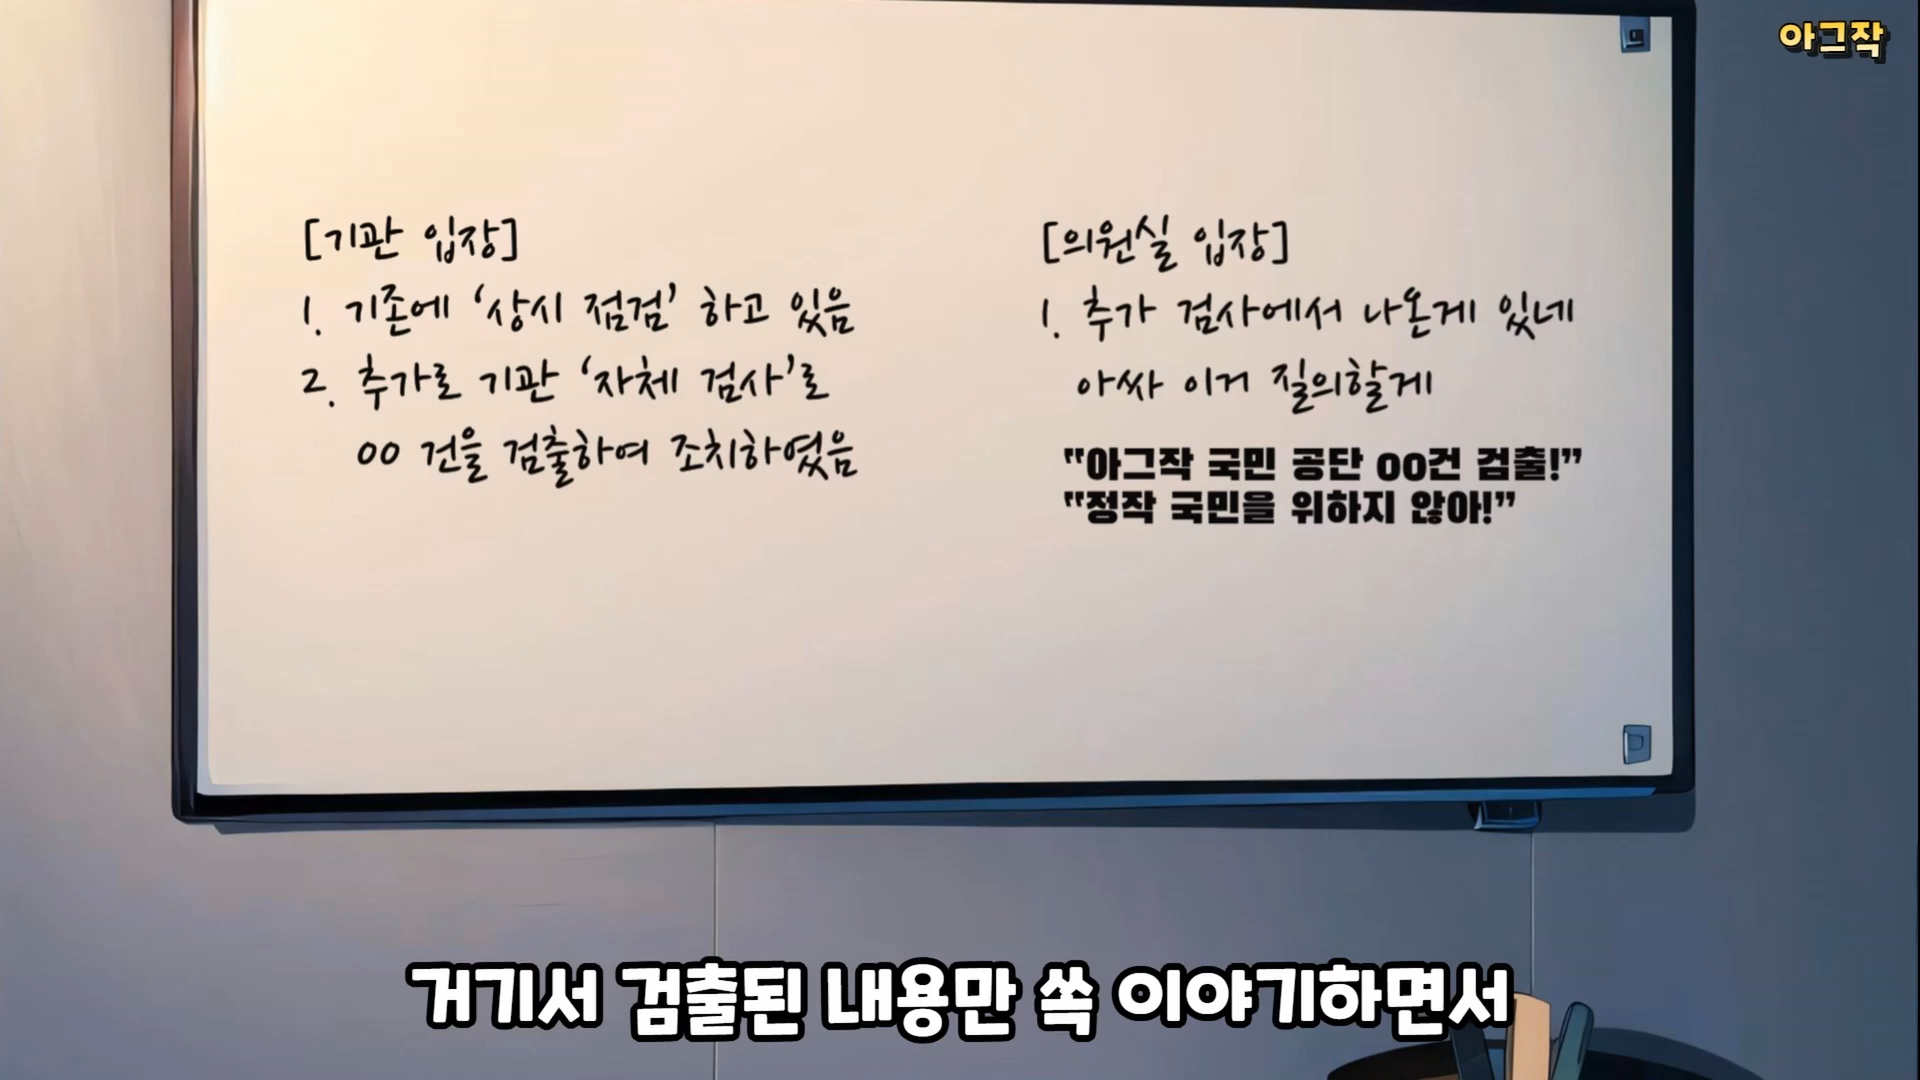 아그작
[기관 입장]
1. 기존에 ‘상시 점검’ 하고 있음
2. 추가로 기관 ‘자체 검사’로
00 건을 검출하여 조치하였음
[의원실 입장]
1. 추가 검사에서 나온게 있네
아싸 이거 질의할게
“아그작 국민 공단 00건 검출!”
“정작 국민을 위하지 않아!”
거기서 검출된 내용만 쏙 이야기하면서